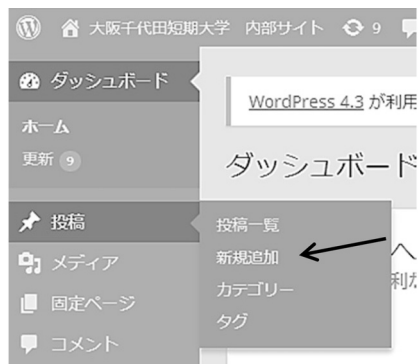 大阪千代田短期大学 内部サイト 9
ダッシュボード
ホーム
更新 9
WordPress 4.3 が利用
ダッシュボード
投稿
投稿一覧
新規追加
カテゴリー
タグ
メディア
固定ページ
コメント
へ
利な